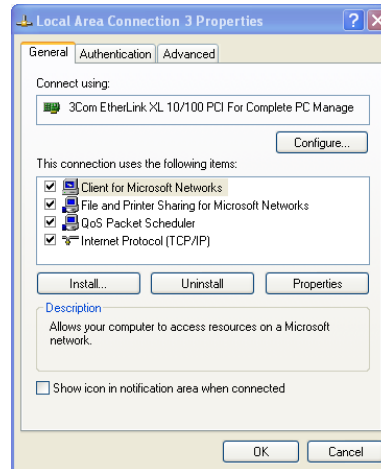 Local Area Connection 3 Properties
General Authentication Advanced
Connect using:
3Com EtherLink XL 10/100 PCI For Complete PC Manage
Configure...
This connection uses the following items:
Client for Microsoft Networks
File and Printer Sharing for Microsoft Networks
QoS Packet Scheduler
Internet Protocol (TCP/IP)
Install... Uninstall Properties
Description
Allows your computer to access resources on a Microsoft
network.
Show icon in notification area when connected
OK Cancel